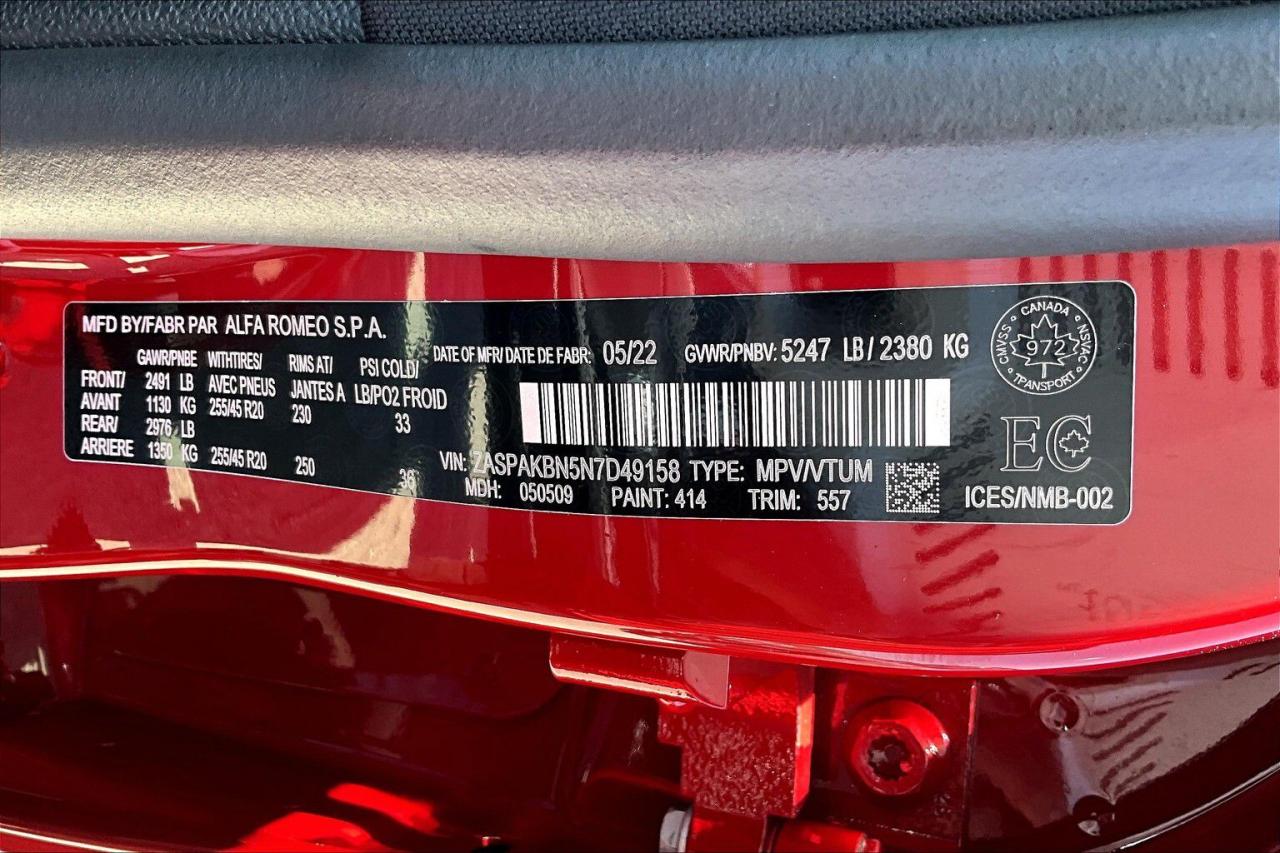 MFD BY/FABR PAR ALFA ROMEO S.P.A.
DATE OF MFR/DATE DE FABR: 05/22 GVWR/PNBV: 5247 LB / 2380 KG
GAWR/PNBE WITHTIRES/ RIMS AT/ PSI COLD/
FRONT/ 2491 LB AVEC PNEUS JANTES A LB/PO2 FROID
AVANT 1130 KG 255/45 R20 230 33
REAR/ 2976 LB
ARRIERE 1350 KG 255/45 R20 250 36
VIN: ZASPAKBN5N7D49158 TYPE: MPV/VTUM
MDH: 050509 PAINT: 414 TRIM: 557
CANADA
SVMC NSVAC
972
TRANSPORT
EC
ICES/NMB-002